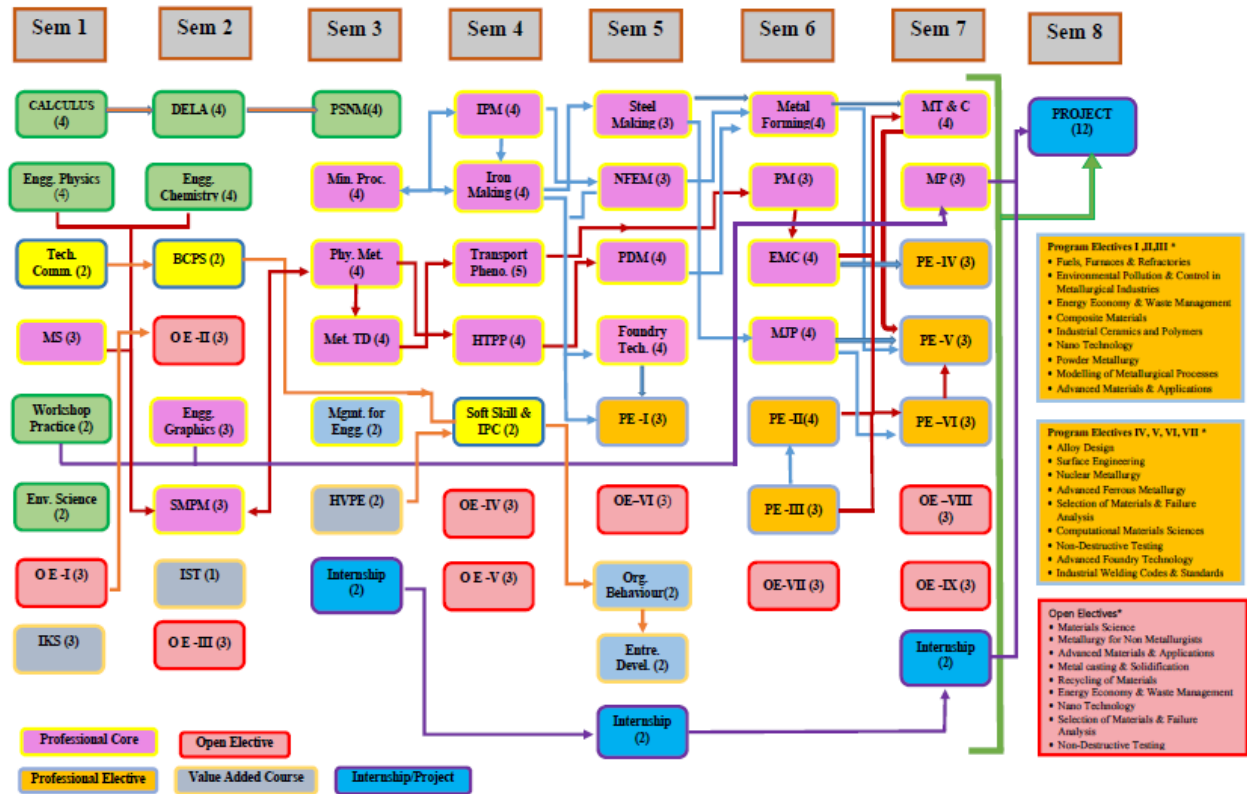 Sem 1
Sem 2
Sem 3
Sem 4
Sem 5
Sem 6
Sem 7
Sem 8
CALCULUS
(4)
DELA (4)
PSNM(4)
IPM (4)
Steel
Making (3)
Metal
Forming(4)
MT & C
(4)
PROJECT
(12)
Engg. Physics
(4)
Engg.
Chemistry (4)
Min. Proc.
(4)
Iron
Making (4)
NFEM (3)
PM (3)
MP (3)
Tech.
Comm. (2)
BCPS (2)
Phy. Met.
(4)
Transport
Pheno. (5)
PDM (4)
EMC (4)
PE -IV (3)
MS (3)
O E -II (3)
Met. TD (4)
HTPP (4)
Foundry
Tech. (4)
MJP (4)
PE -V (3)
Workshop
Practice (2)
Engg.
Graphics (3)
Mgmt. for
Engg. (2)
Soft Skill &
IPC (2)
PE -I (3)
PE -II(4)
PE –VI (3)
Env. Science
(2)
SMPM (3)
HVPE (2)
OE -IV (3)
OE–VI (3)
PE -III (3)
OE –VIII
(3)
O E -I (3)
IST (1)
Internship
(2)
O E -V (3)
Org.
Behaviour(2)
OE-VII (3)
OE -IX (3)
IKS (3)
O E -III (3)
Entre.
Devel. (2)
Internship
(2)
Internship
(2)
Program Electives I ,II,III *
• Fuels, Furnaces & Refractories
• Environmental Pollution & Control in
Metallurgical Industries
• Energy Economy & Waste Management
• Composite Materials
• Industrial Ceramics and Polymers
• Nano Technology
• Powder Metallurgy
• Modelling of Metallurgical Processes
• Advanced Materials & Applications
Program Electives IV, V, VI, VII *
• Alloy Design
• Surface Engineering
• Nuclear Metallurgy
• Advanced Ferrous Metallurgy
• Selection of Materials & Failure
Analysis
• Computational Materials Sciences
• Non-Destructive Testing
• Advanced Foundry Technology
• Industrial Welding Codes & Standards
Open Electives*
• Materials Science
• Metallurgy for Non Metallurgists
• Advanced Materials & Applications
• Metal casting & Solidification
• Recycling of Materials
• Energy Economy & Waste Management
• Nano Technology
• Selection of Materials & Failure
Analysis
• Non-Destructive Testing
Professional Core
Open Elective
Professional Elective
Value Added Course
Internship/Project